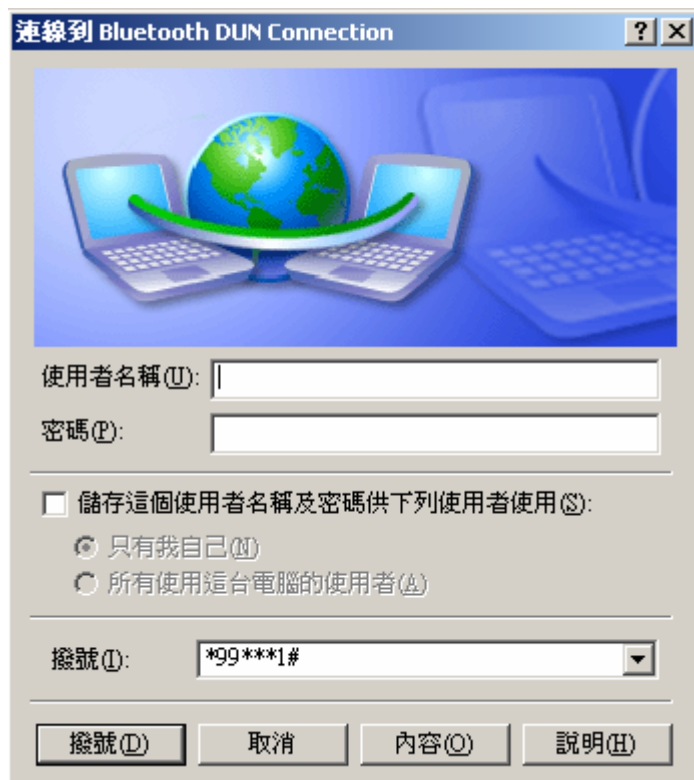 連線到 Bluetooth DUN Connection
使用者名稱(U):
密碼(P):
儲存這個使用者名稱及密碼供下列使用者使用(S):
只有我自己(N)
所有使用這台電腦的使用者(A)
撥號(I): *99***1#
撥號(D) 取消 內容(O) 說明(H)